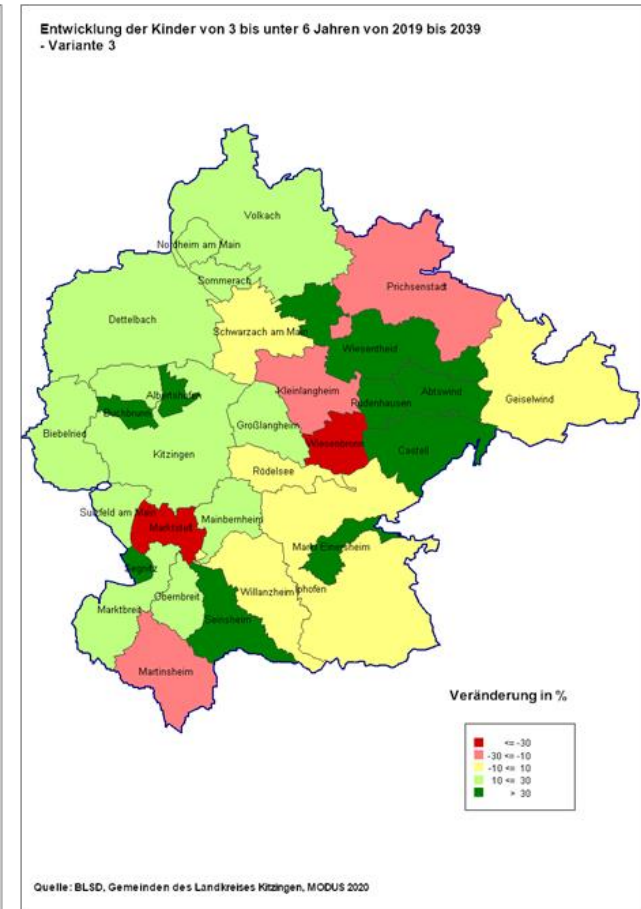 Entwicklung der Kinder von 3 bis unter 6 Jahren von 2019 bis 2039
- Variante 3
Volkach
Nordheim am Main
Sommerach
Prichsenstadt
Dettelbach
Schwarzach am Main
Wiesentheid
Kleinlangheim
Abtswind
Geiselwind
Albertshofen
Rüdenhausen
Buchbrunn
Großlangheim
Biebelried
Wiesenbronn
Castell
Kitzingen
Rödelsee
Sulzfeld am Main
Mainbernheim
Marktsteft
Markt Einersheim
Segnitz
Willanzheim
Iphofen
Obernbreit
Marktbreit
Seinsheim
Martinsheim
Veränderung in %
<= -30
-30 <= -10
-10 <= 10
10 <= 30
> 30
Quelle: BLSD, Gemeinden des Landkreises Kitzingen, MODUS 2020